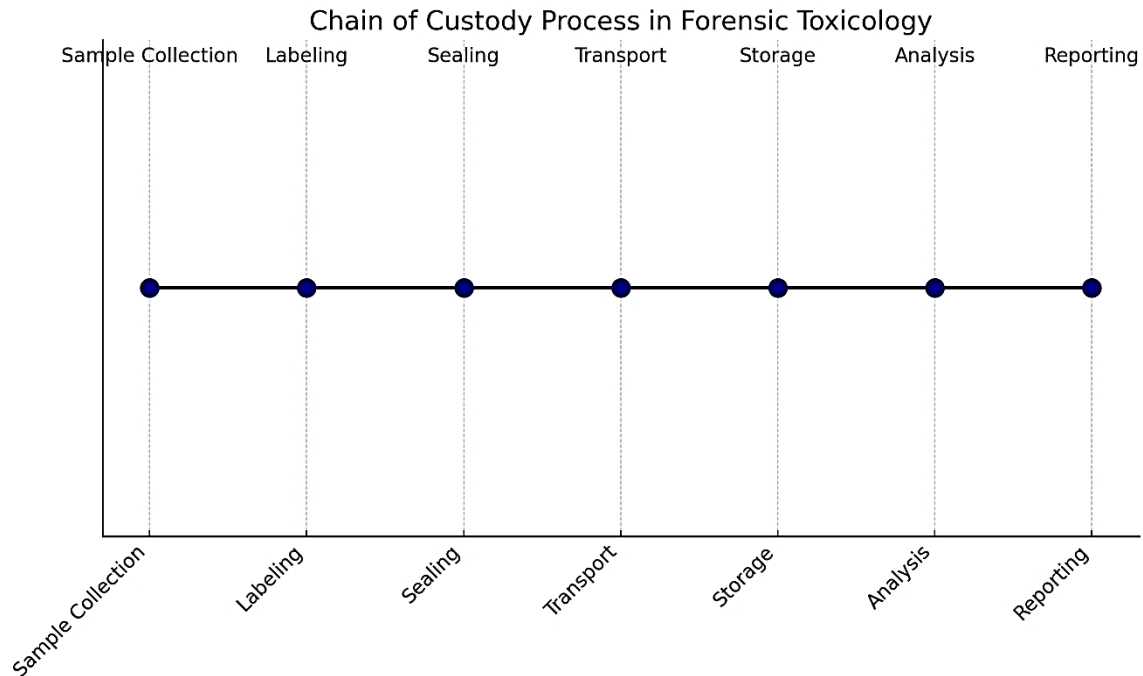 Chain of Custody Process in Forensic Toxicology
Sample Collection Labeling Sealing Transport Storage Analysis Reporting
Sample Collection Labeling Sealing Transport Storage Analysis Reporting